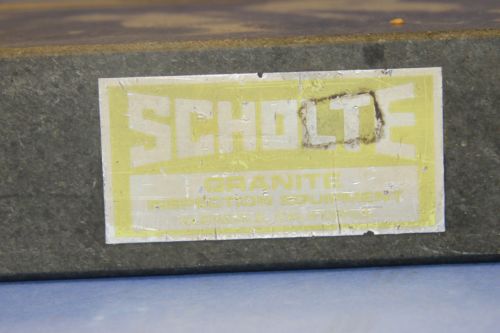 SCHOLTE
GRANITE
INSPECTION EQUIPMENT